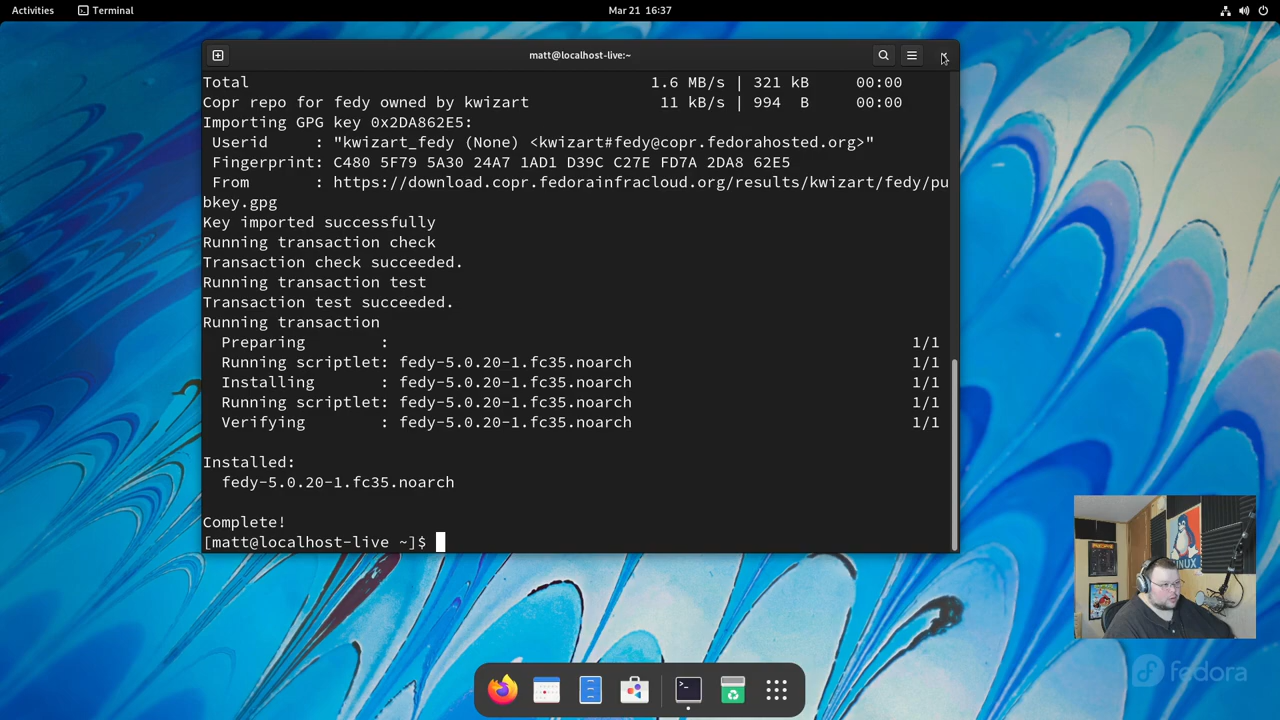 Activities Terminal Mar 21 16:37
matt@localhost-live:~
Total 1.6 MB/s | 321 kB 00:00
Copr repo for fedy owned by kwizart 11 kB/s | 994 B 00:00
Importing GPG key 0x2DA862E5:
Userid : "kwizart_fedy (None) <kwizart#fedy@copr.fedorahosted.org>"
Fingerprint: C480 5F79 5A30 24A7 1AD1 D39C C27E FD7A 2DA8 62E5
From : https://download.copr.fedorainfracloud.org/results/kwizart/fedy/pu
bkey.gpg
Key imported successfully
Running transaction check
Transaction check succeeded.
Running transaction test
Transaction test succeeded.
Running transaction
Preparing : 1/1
Running scriptlet: fedy-5.0.20-1.fc35.noarch 1/1
Installing : fedy-5.0.20-1.fc35.noarch 1/1
Running scriptlet: fedy-5.0.20-1.fc35.noarch 1/1
Verifying : fedy-5.0.20-1.fc35.noarch 1/1
Installed:
fedy-5.0.20-1.fc35.noarch
Complete!
[matt@localhost-live ~]$
LINUX
fedora